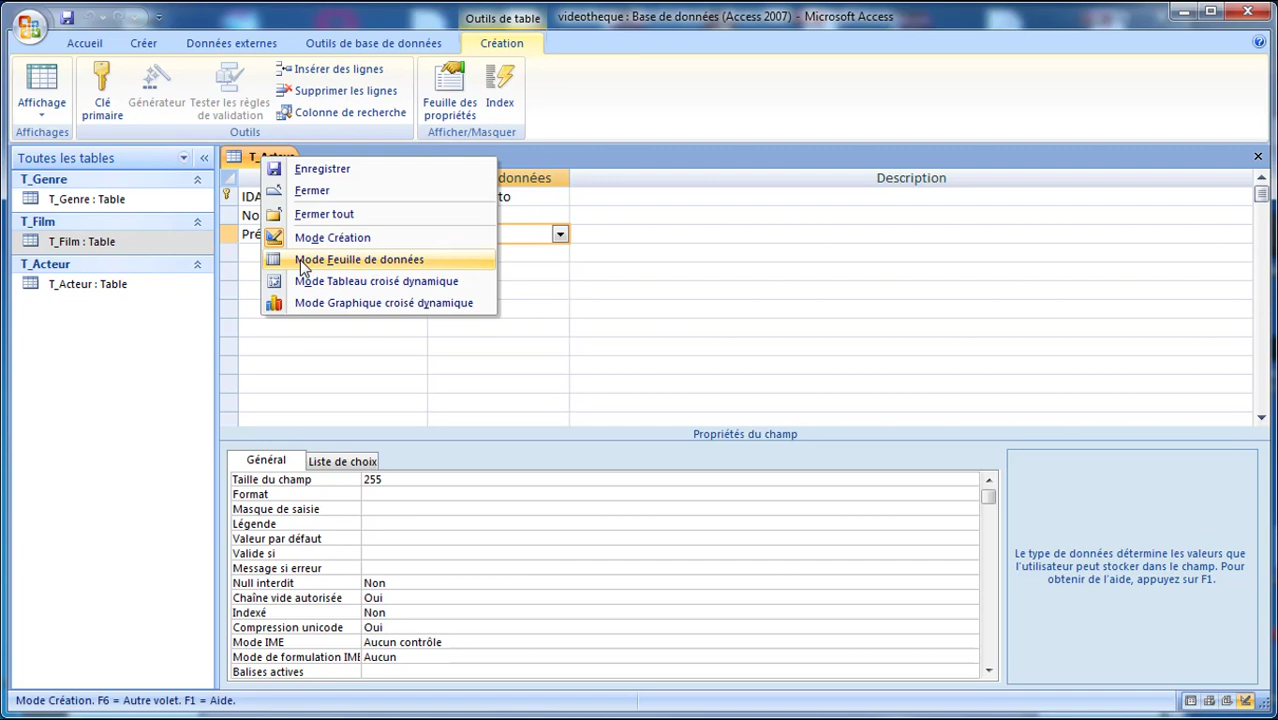 Outils de table
videotheque : Base de données (Access 2007) - Microsoft Access
Accueil
Créer
Données externes
Outils de base de données
Création
Affichage
Affichages
Clé primaire
Générateur
Tester les règles de validation
Insérer des lignes
Supprimer les lignes
Colonne de recherche
Outils
Feuille des propriétés
Index
Afficher/Masquer
Toutes les tables
T_Genre
T_Genre : Table
T_Film
T_Film : Table
T_Acteur
T_Acteur : Table
Enregistrer
Fermer
Fermer tout
Mode Création
Mode Feuille de données
Mode Tableau croisé dynamique
Mode Graphique croisé dynamique
données
Description
IDA
to
No
Pré
Propriétés du champ
Général
Liste de choix
Taille du champ 255
Format
Masque de saisie
Légende
Valeur par défaut
Valide si
Message si erreur
Null interdit Non
Chaîne vide autorisée Oui
Indexé Non
Compression unicode Oui
Mode IME Aucun contrôle
Mode de formulation IME Aucun
Balises actives
Le type de données détermine les valeurs que
l'utilisateur peut stocker dans le champ. Pour
obtenir de l'aide, appuyez sur F1.
Mode Création. F6 = Autre volet. F1 = Aide.